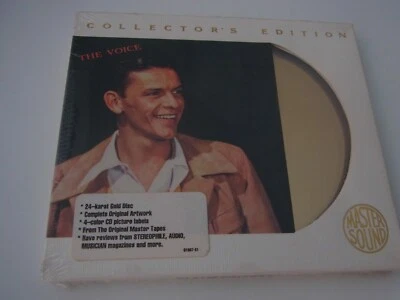 COLLECTOR'S EDITION
THE VOICE
* 24-karat Gold Disc
* Complete Original Artwork
* 4-color CD picture labels
* From The Original Master Tapes
* Rave reviews from STEREOPHILE, AUDIO,
MUSICIAN magazines and more.
MASTER
SOUND